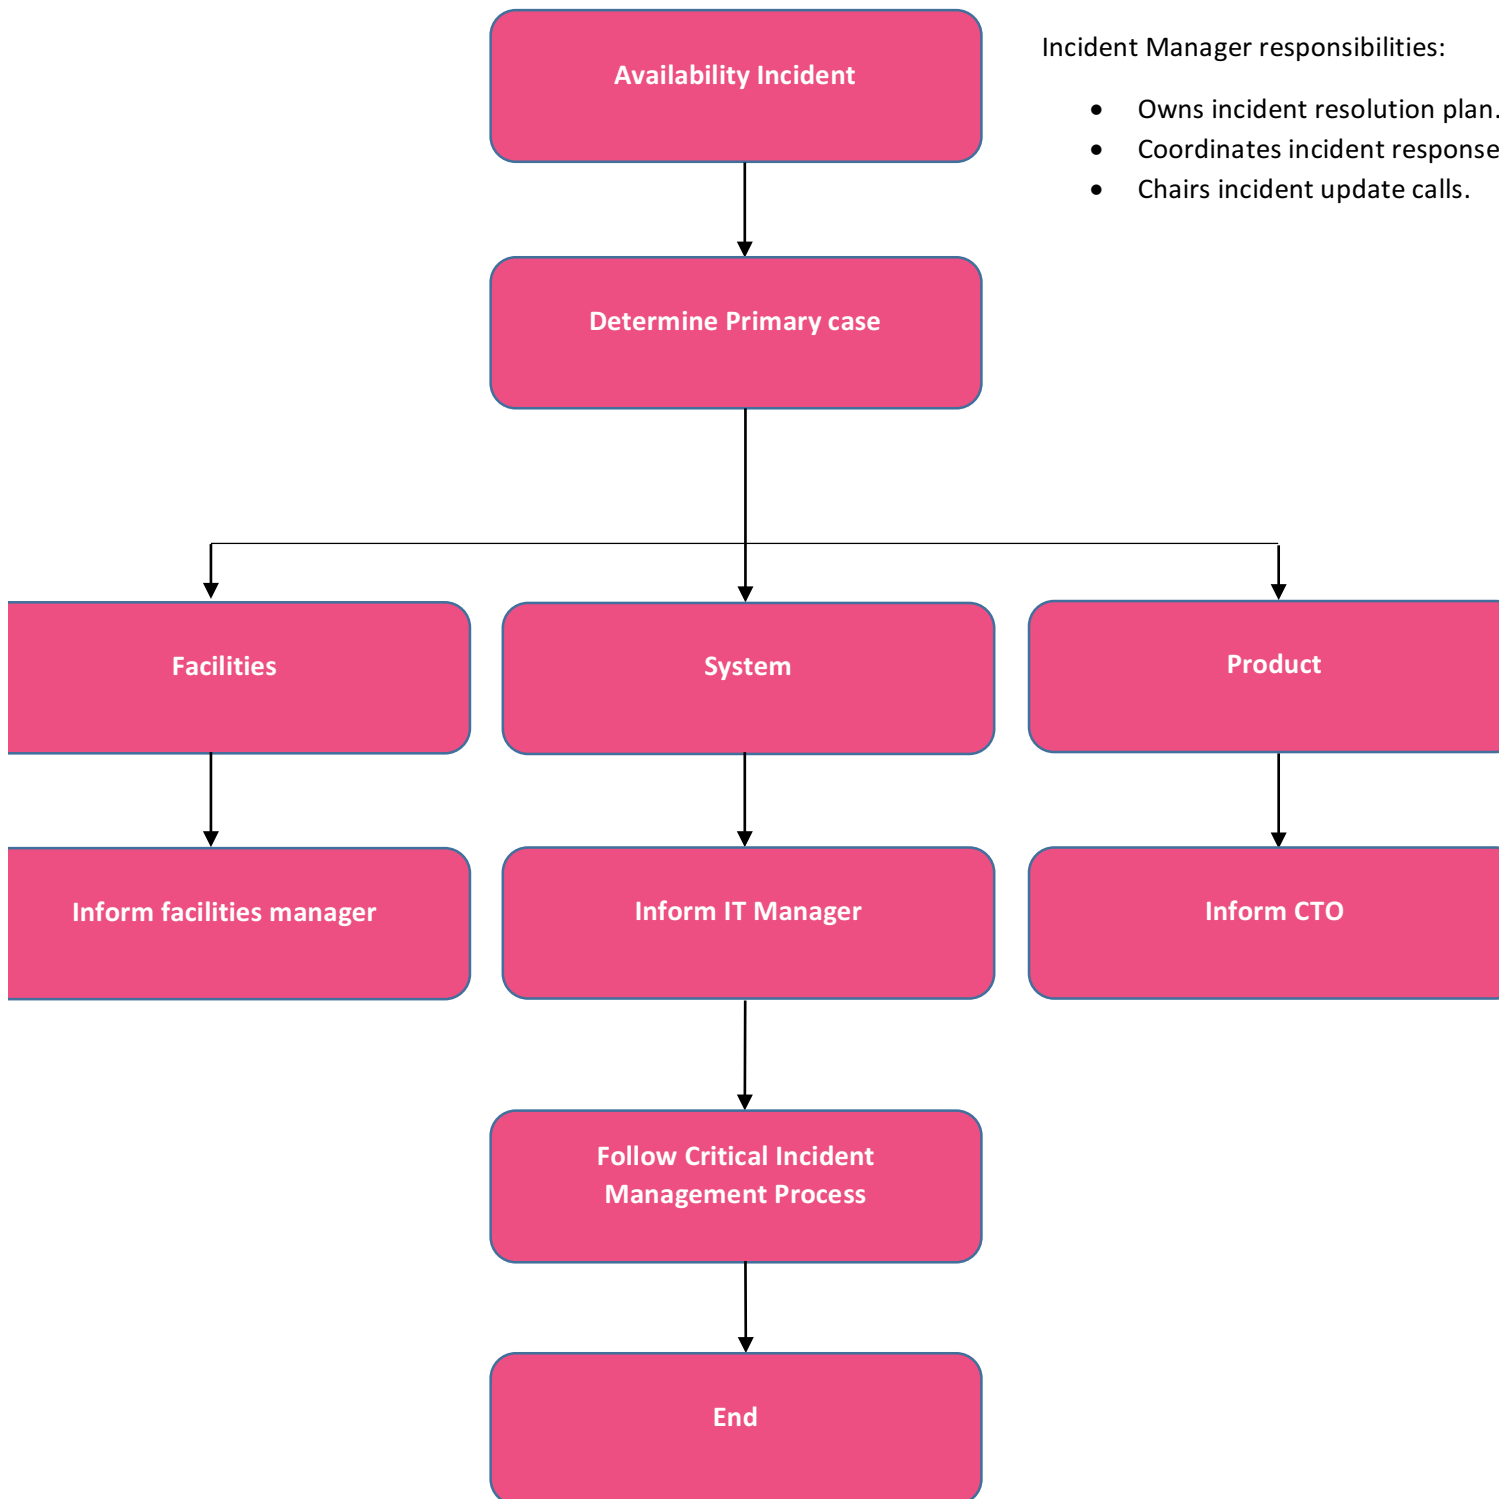 Availability Incident
Incident Manager responsibilities:
• Owns incident resolution plan.
• Coordinates incident response
• Chairs incident update calls.
Determine Primary case
Facilities
System
Product
Inform facilities manager
Inform IT Manager
Inform CTO
Follow Critical Incident
Management Process
End